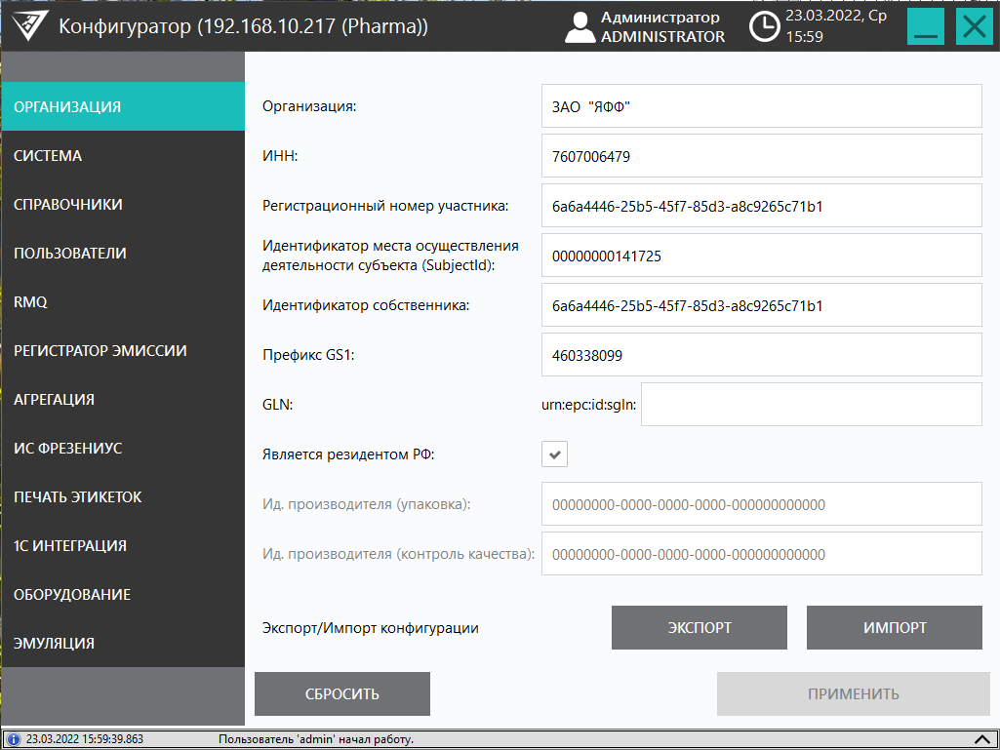 Конфигуратор (192.168.10.217 (Pharma))
Администратор
ADMINISTRATOR
23.03.2022, Ср
15:59
ОРГАНИЗАЦИЯ
СИСТЕМА
СПРАВОЧНИКИ
ПОЛЬЗОВАТЕЛИ
RMQ
РЕГИСТРАТОР ЭМИССИИ
АГРЕГАЦИЯ
ИС ФРЕЗЕНИУС
ПЕЧАТЬ ЭТИКЕТОК
1С ИНТЕГРАЦИЯ
ОБОРУДОВАНИЕ
ЭМУЛЯЦИЯ
Организация: ЗАО "ЯФФ"
ИНН: 7607006479
Регистрационный номер участника: 6a6a4446-25b5-45f7-85d3-a8c9265c71b1
Идентификатор места осуществления
деятельности субъекта (SubjectId): 00000000141725
Идентификатор собственника: 6a6a4446-25b5-45f7-85d3-a8c9265c71b1
Префикс GS1: 460338099
GLN: urn:epc:id:sgln:
Является резидентом РФ:
Ид. производителя (упаковка): 00000000-0000-0000-0000-000000000000
Ид. производителя (контроль качества): 00000000-0000-0000-0000-000000000000
Экспорт/Импорт конфигурации ЭКСПОРТ ИМПОРТ
СБРОСИТЬ ПРИМЕНИТЬ
23.03.2022 15:59:39.863 Пользователь 'admin' начал работу.